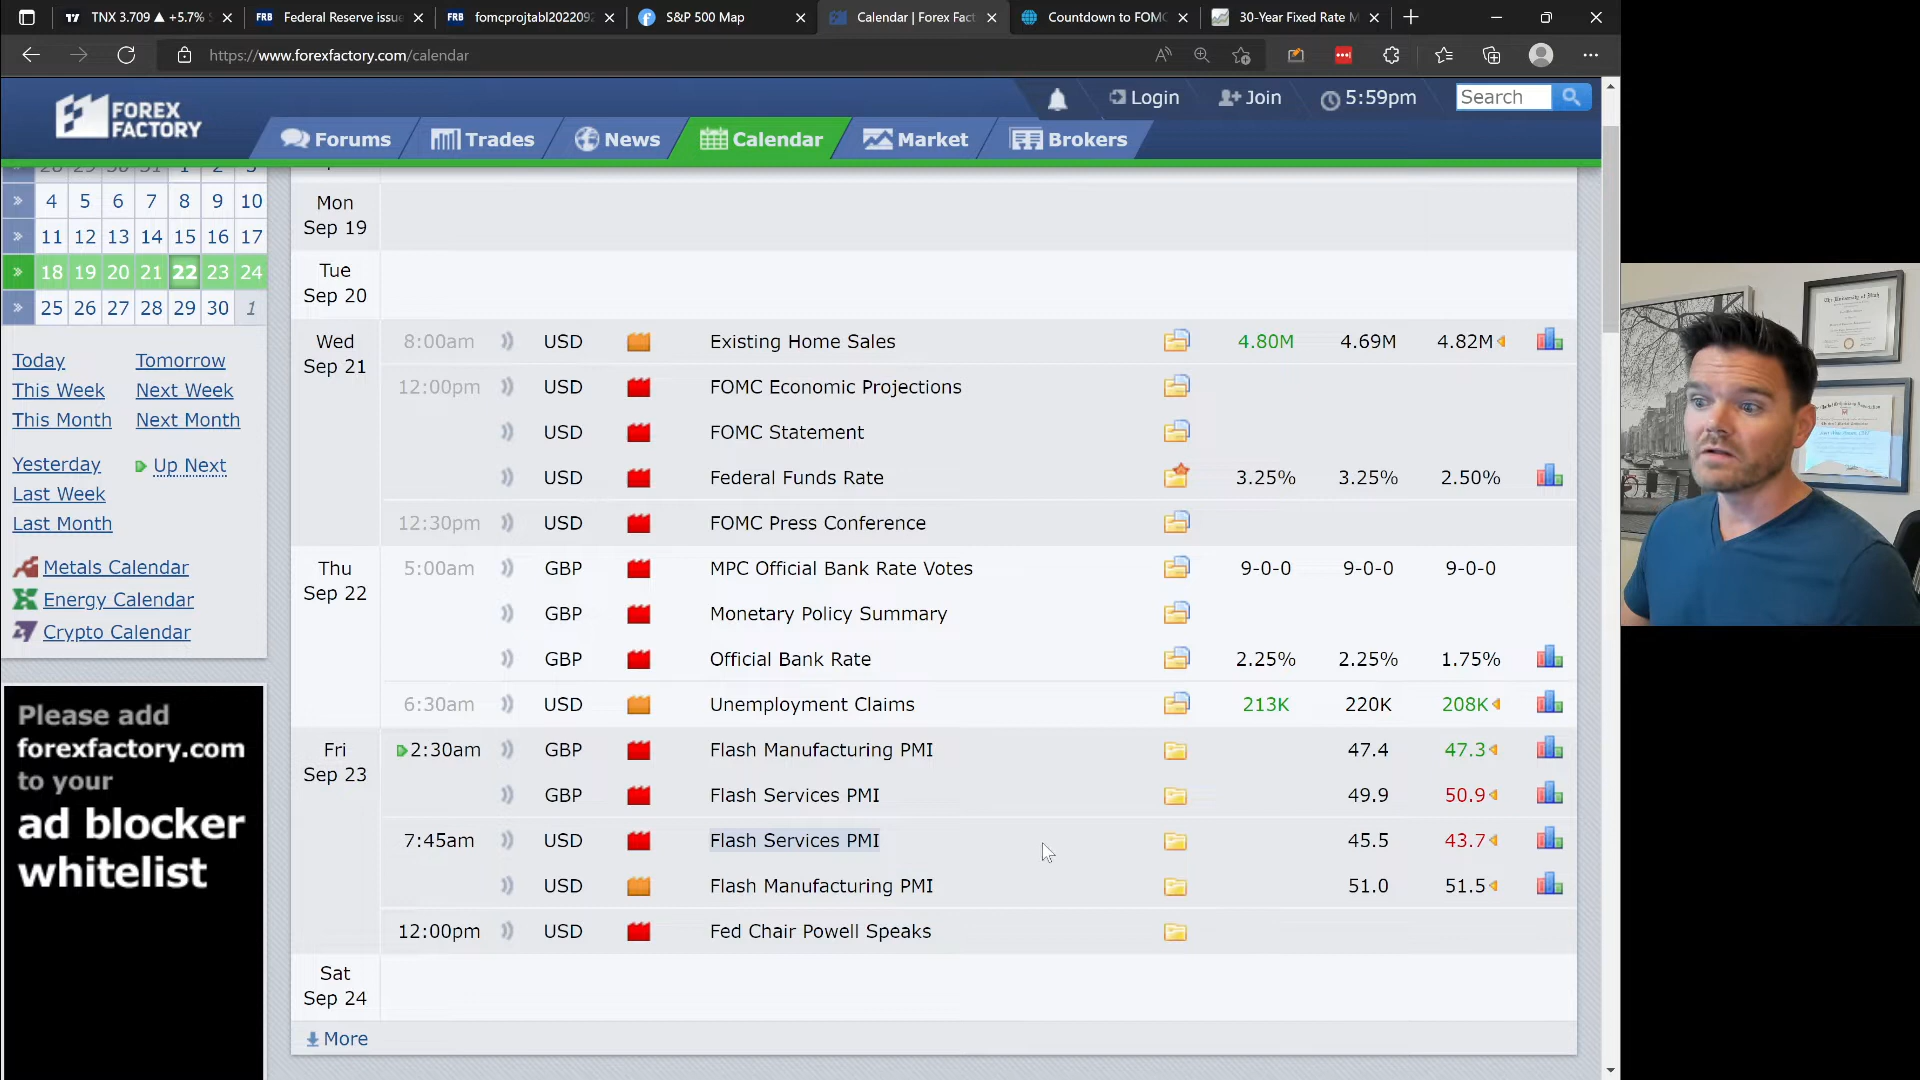 TNX 3.709 ▲ +5.7%
Federal Reserve issue
fomcprojtabl2022092
S&P 500 Map
Calendar | Forex Fact
Countdown to FOMC
30-Year Fixed Rate M
https://www.forexfactory.com/calendar
FOREX
FACTORY
Login
Join
5:59pm
Search
Forums
Trades
News
Calendar
Market
Brokers
28 29 30 31 1 2 3
4 5 6 7 8 9 10
11 12 13 14 15 16 17
18 19 20 21 22 23 24
25 26 27 28 29 30 1
Today Tomorrow
This Week Next Week
This Month Next Month
Yesterday Up Next
Last Week
Last Month
Metals Calendar
Energy Calendar
Crypto Calendar
Please add
forexfactory.com
to your
ad blocker
whitelist
Mon
Sep 19
Tue
Sep 20
Wed
Sep 21
8:00am USD Existing Home Sales 4.80M 4.69M 4.82M
12:00pm USD FOMC Economic Projections
USD FOMC Statement
USD Federal Funds Rate 3.25% 3.25% 2.50%
12:30pm USD FOMC Press Conference
Thu
Sep 22
5:00am GBP MPC Official Bank Rate Votes 9-0-0 9-0-0 9-0-0
GBP Monetary Policy Summary
GBP Official Bank Rate 2.25% 2.25% 1.75%
6:30am USD Unemployment Claims 213K 220K 208K
Fri
Sep 23
2:30am GBP Flash Manufacturing PMI 47.4 47.3
GBP Flash Services PMI 49.9 50.9
7:45am USD Flash Services PMI 45.5 43.7
USD Flash Manufacturing PMI 51.0 51.5
12:00pm USD Fed Chair Powell Speaks
Sat
Sep 24
More